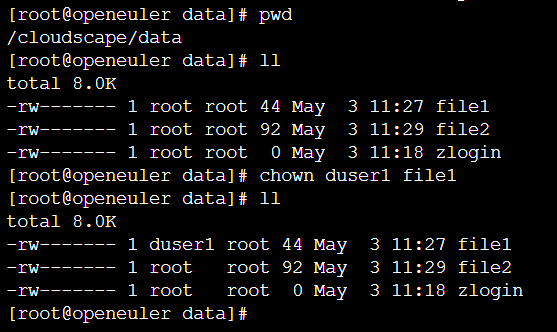 [root@openeuler data]# pwd
/cloudscape/data
[root@openeuler data]# ll
total 8.0K
-rw------- 1 root root 44 May  3 11:27 file1
-rw------- 1 root root 92 May  3 11:29 file2
-rw------- 1 root root  0 May  3 11:18 zlogin
[root@openeuler data]# chown duser1 file1
[root@openeuler data]# ll
total 8.0K
-rw------- 1 duser1 root 44 May  3 11:27 file1
-rw------- 1 root   root 92 May  3 11:29 file2
-rw------- 1 root   root  0 May  3 11:18 zlogin
[root@openeuler data]#